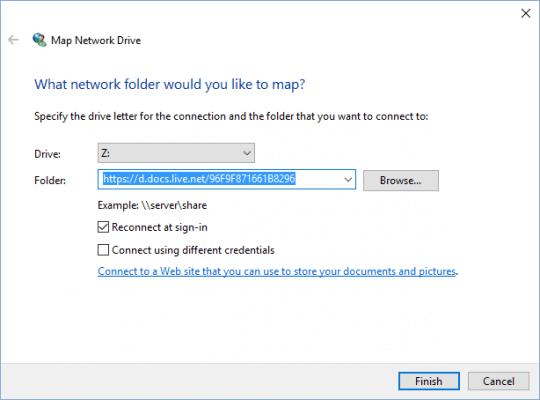 Map Network Drive
What network folder would you like to map?
Specify the drive letter for the connection and the folder that you want to connect to:
Drive: Z:
Folder: https://d.docs.live.net/96F9F871661B8296 Browse...
Example: \\server\share
Reconnect at sign-in
Connect using different credentials
Connect to a Web site that you can use to store your documents and pictures.
Finish Cancel